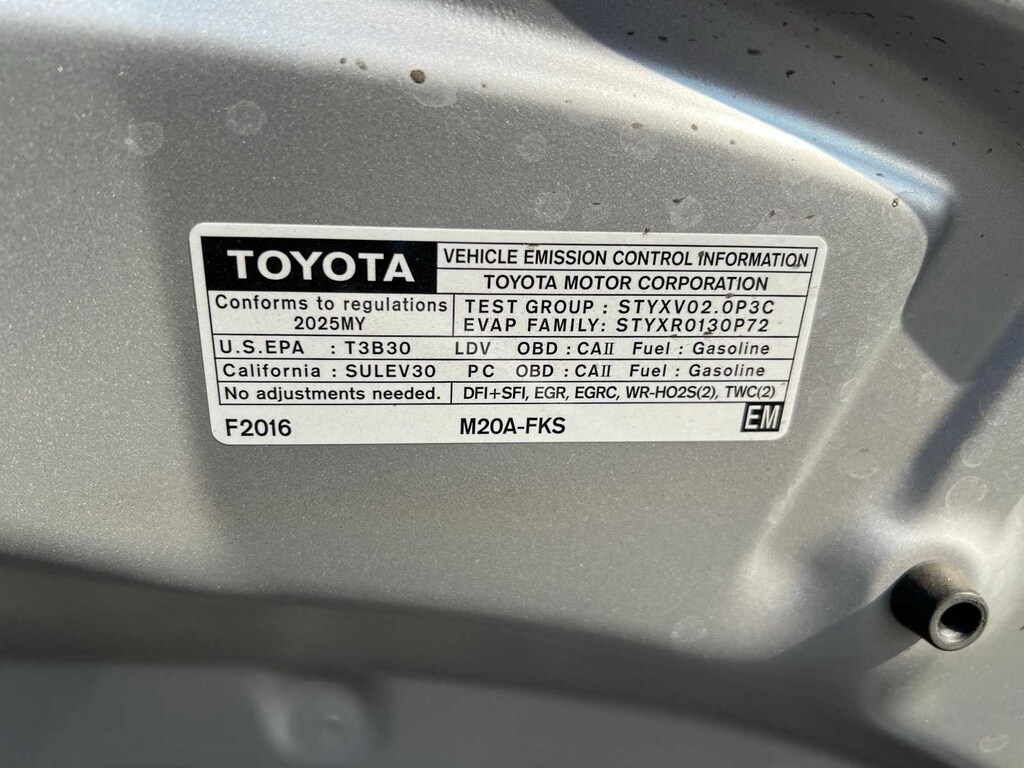 TOYOTA
VEHICLE EMISSION CONTROL INFORMATION
TOYOTA MOTOR CORPORATION
Conforms to regulations
2025MY
TEST GROUP : STYXV02.0P3C
EVAP FAMILY: STYXR0130P72
U.S.EPA : T3B30 LDV OBD : CAII Fuel : Gasoline
California : SULEV30 PC OBD : CAII Fuel : Gasoline
No adjustments needed. DFI+SFI, EGR, EGRC, WR-HO2S(2), TWC(2)
F2016 M20A-FKS EM